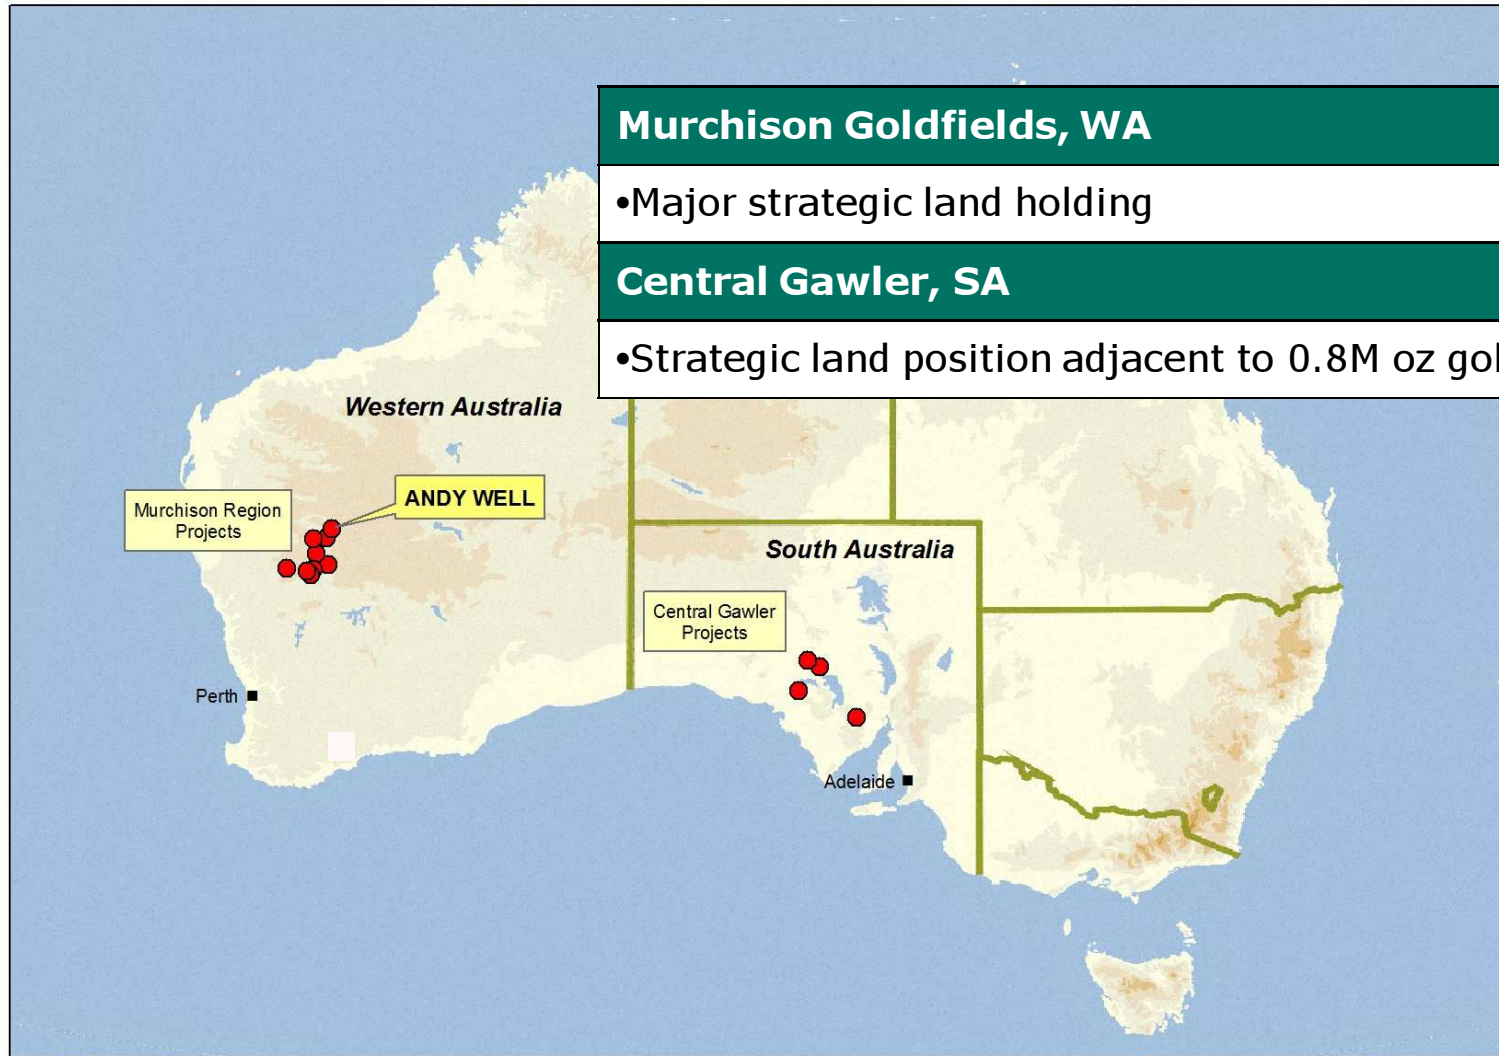 Murchison Goldfields, WA
•Major strategic land holding
Central Gawler, SA
•Strategic land position adjacent to 0.8M oz
Western Australia
ANDY WELL
Murchison Region
Projects
South Australia
Central Gawler
Projects
Perth
Adelaide